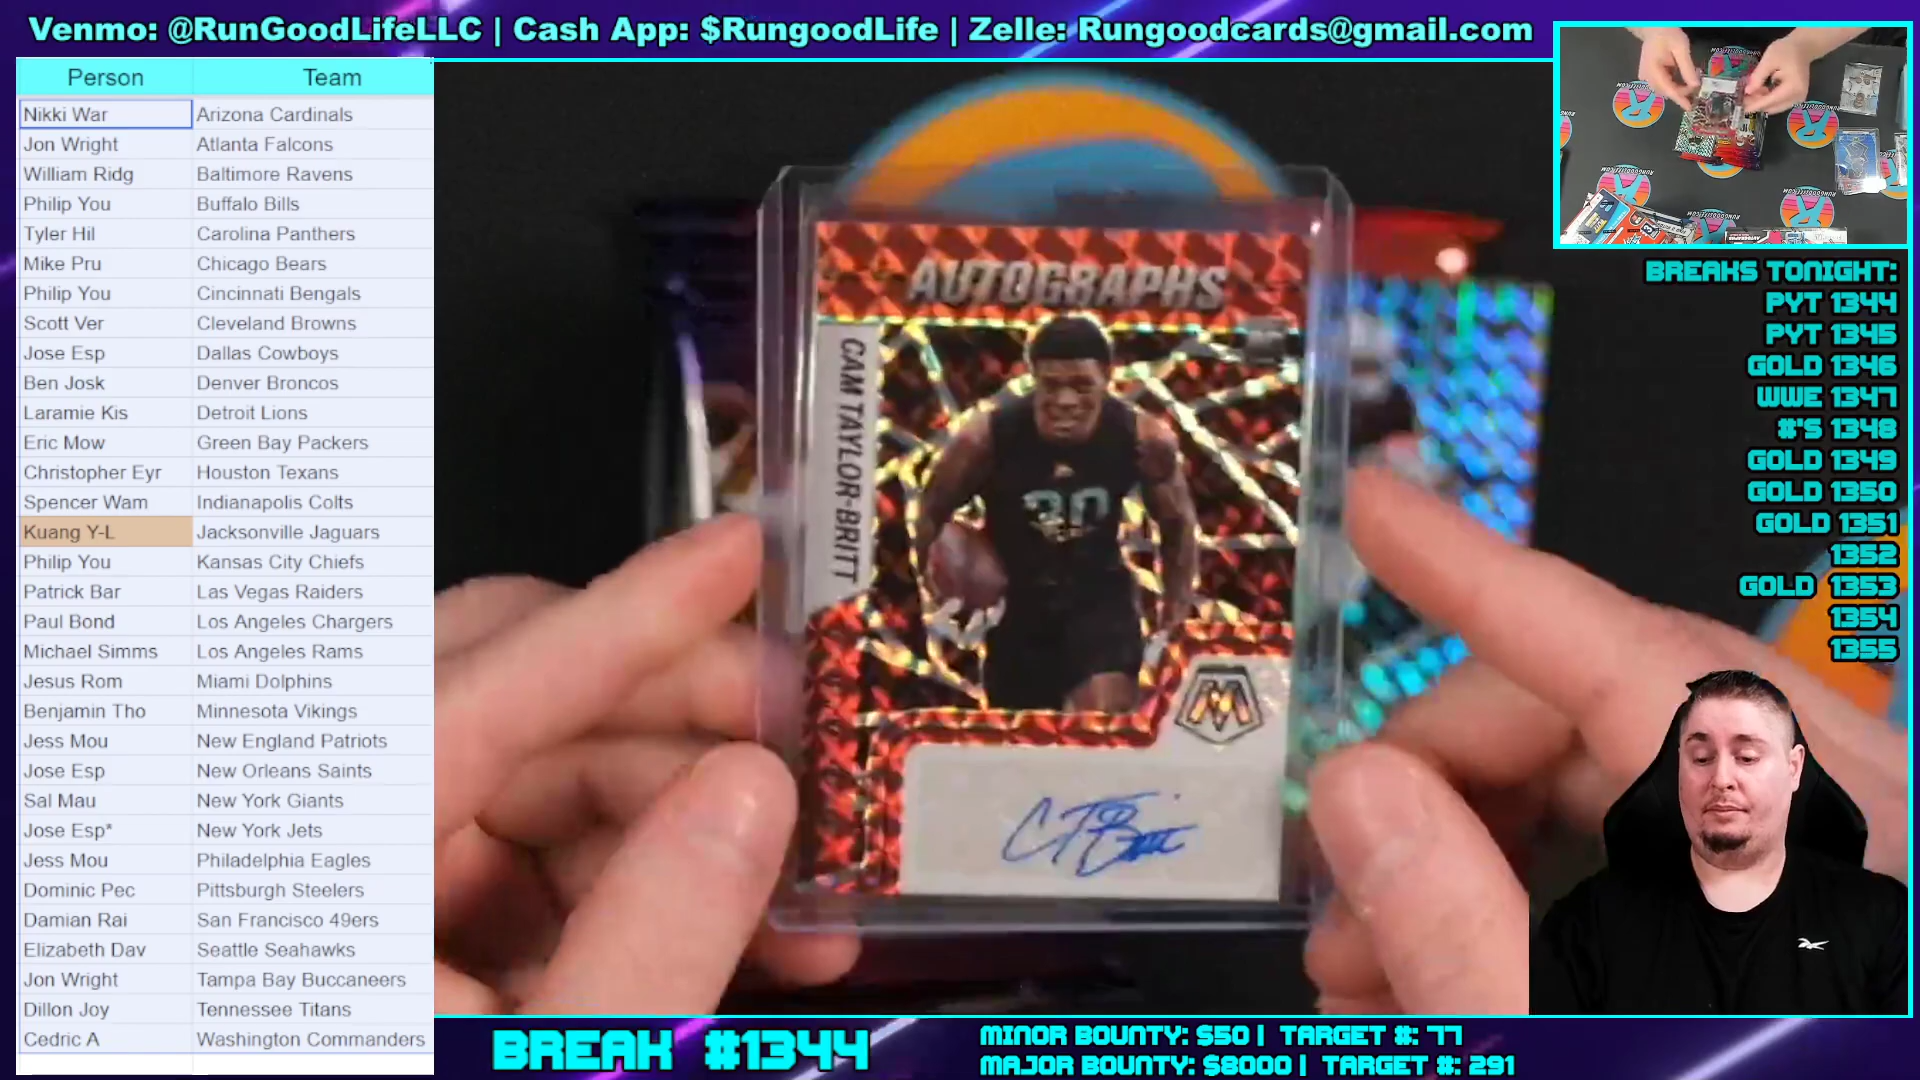 Venmo: @RunGoodLifeLLC | Cash App: $RungoodLife | Zelle: Rungoodcards@gmail.com
Person Team
Nikki War Arizona Cardinals
Jon Wright Atlanta Falcons
William Ridg Baltimore Ravens
Philip You Buffalo Bills
Tyler Hil Carolina Panthers
Mike Pru Chicago Bears
Philip You Cincinnati Bengals
Scott Ver Cleveland Browns
Jose Esp Dallas Cowboys
Ben Josk Denver Broncos
Laramie Kis Detroit Lions
Eric Mow Green Bay Packers
Christopher Eyr Houston Texans
Spencer Wam Indianapolis Colts
Kuang Y-L Jacksonville Jaguars
Philip You Kansas City Chiefs
Patrick Bar Las Vegas Raiders
Paul Bond Los Angeles Chargers
Michael Simms Los Angeles Rams
Jesus Rom Miami Dolphins
Benjamin Tho Minnesota Vikings
Jess Mou New England Patriots
Jose Esp New Orleans Saints
Sal Mau New York Giants
Jose Esp* New York Jets
Jess Mou Philadelphia Eagles
Dominic Pec Pittsburgh Steelers
Damian Rai San Francisco 49ers
Elizabeth Dav Seattle Seahawks
Jon Wright Tampa Bay Buccaneers
Dillon Joy Tennessee Titans
Cedric A Washington Commanders
AUTOGRAPHS
CAM TAYLOR-BRITT
30
BREAKS TONIGHT:
PYT 1344
PYT 1345
GOLD 1346
WWE 1347
#'S 1348
GOLD 1349
GOLD 1350
GOLD 1351
1352
GOLD 1353
1354
1355
BREAK #1344
MINOR BOUNTY: $50 | TARGET #: 77
MAJOR BOUNTY: $8000 | TARGET #: 291